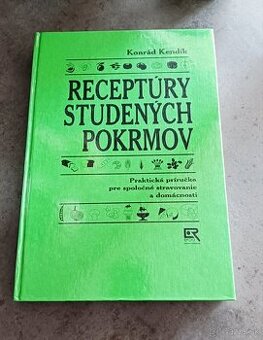 Konrád Kendík
RECEPTÚRY
STUDENÝCH
POKRMOV
Praktická príručka
pre spoločné stravovanie
a domácnosti